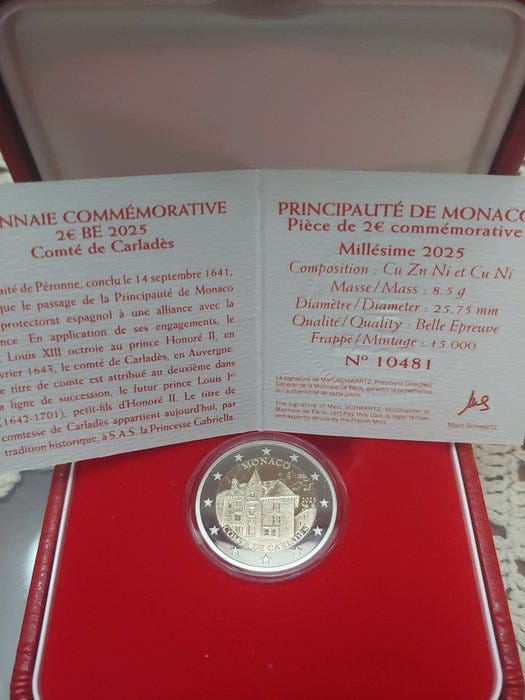 NNAIE COMMÉMORATIVE
2€ BE 2025
Comté de Carladès
aité de Péronne, conclu le 14 septembre 1641,
que le passage de la Principauté de Monaco
protectorat espagnol à une alliance avec la
nce. En application de ses engagements, le
Louis XIII octroie au prince Honoré II, en
vrier 1643, le comté de Carladès, en Auvergne.
e titre de comte est attribué au deuxième dans
la ligne de succession, le futur prince Louis Ier
(1642-1701), petit-fils d'Honoré II. Le titre de
comtesse de Carladès appartient aujourd'hui, par
tradition historique, à S.A.S. la Princesse Gabriella.
PRINCIPAUTÉ DE MONACO
Pièce de 2€ commémorative
Millésime 2025
Composition : Cu Zn Ni et Cu Ni
Masse/Mass : 8.5 g
Diamètre/Diameter : 25.75 mm
Qualité/Quality : Belle Epreuve
Frappe/Mintage : 15 000
N° 10481
La signature de Marc SCHWARTZ, Président-Directeur
Général de la Monnaie de Paris, garantit la provenance
et l'authenticité de cette pièce.
The signature of Marc SCHWARTZ, Mintmaster of
Monnaie de Paris, certifies this coin is legal tender
and expertly struck by the French Mint.
Marc Schwartz
MONACO
2025
COMTÉ DE CARLADÈS